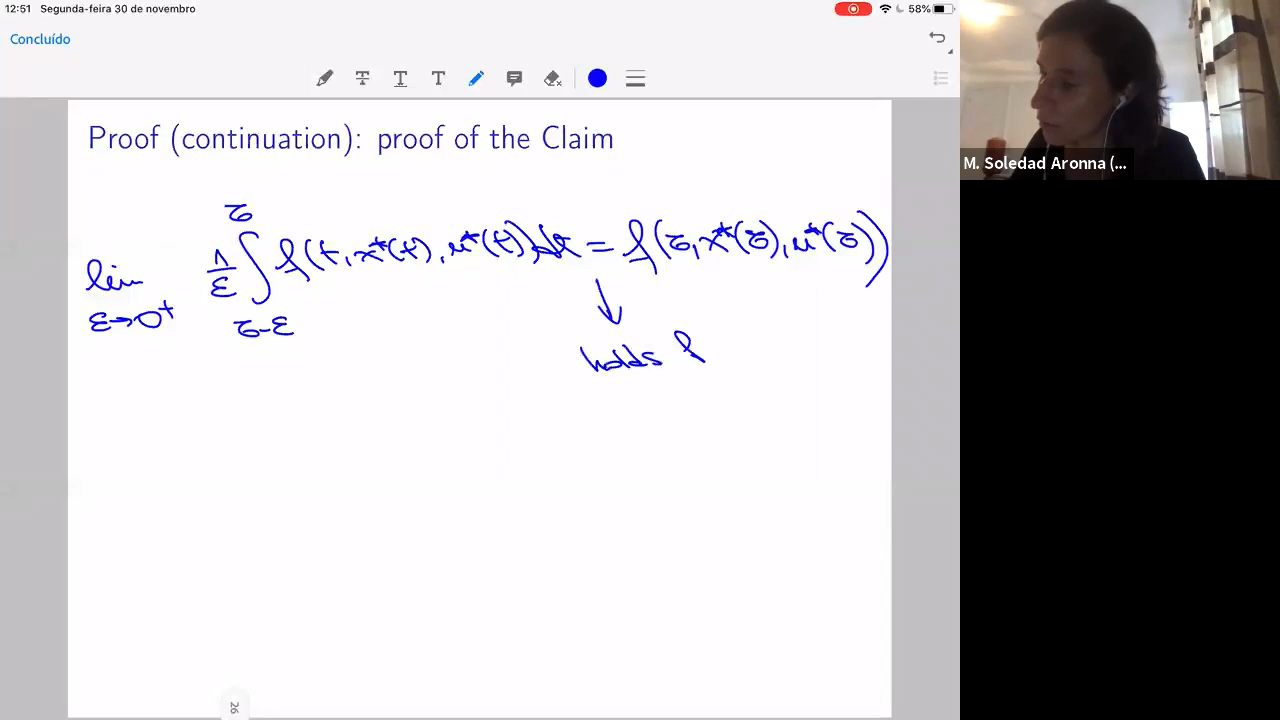 12:51 Segunda-feira 30 de novembro 58%
Concluído
M. Soledad Aronna (...
Proof (continuation): proof of the Claim
lim ε→0⁺ 1/ε ∫_{τ-ε}^{τ} f(t, x*(t), u*(t)) dt = f(τ, x*(τ), u*(τ))
↓
holds f
26